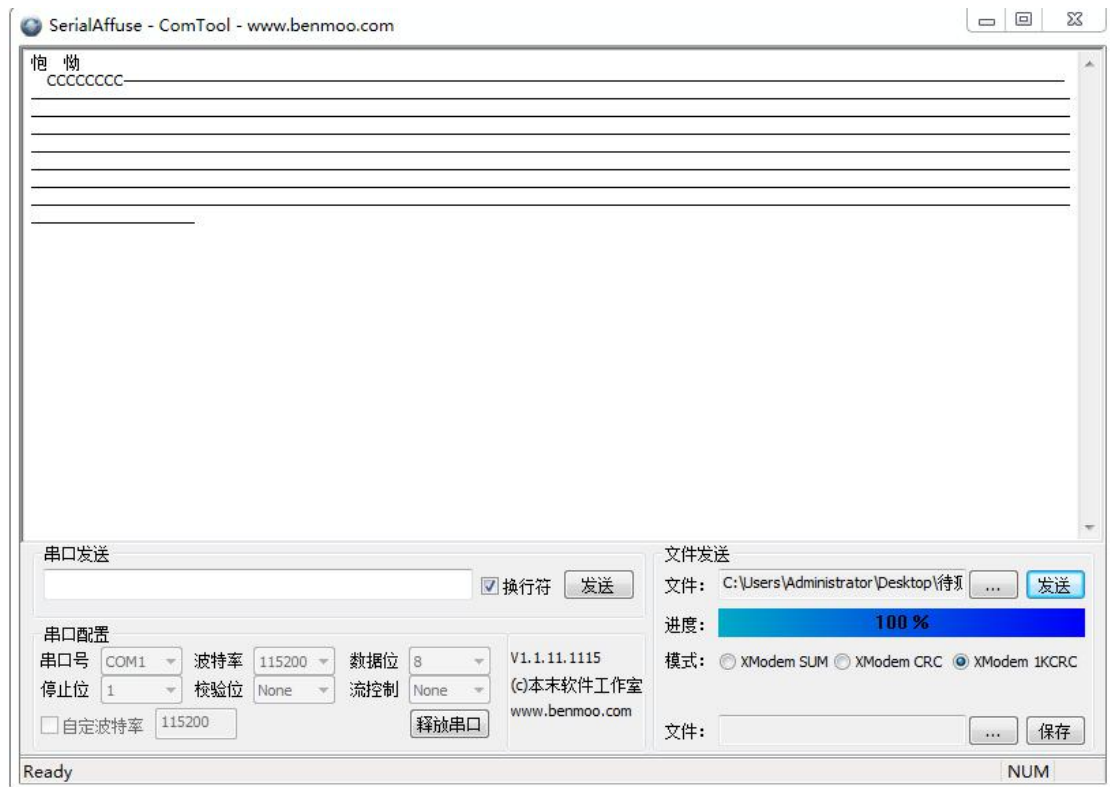 SerialAffuse - ComTool - www.benmoo.com
怉 怮
CCCCCCCC
串口发送
换行符 发送
串口配置
串口号 COM1 波特率 115200 数据位 8
停止位 1 校验位 None 流控制 None
自定波特率 115200 释放串口
V1.1.11.1115
(c)本末软件工作室
www.benmoo.com
文件发送
文件: C:\Users\Administrator\Desktop\待 ... 发送
进度: 100 %
模式: XModem SUM XModem CRC XModem 1KCRC
文件: ... 保存
Ready NUM